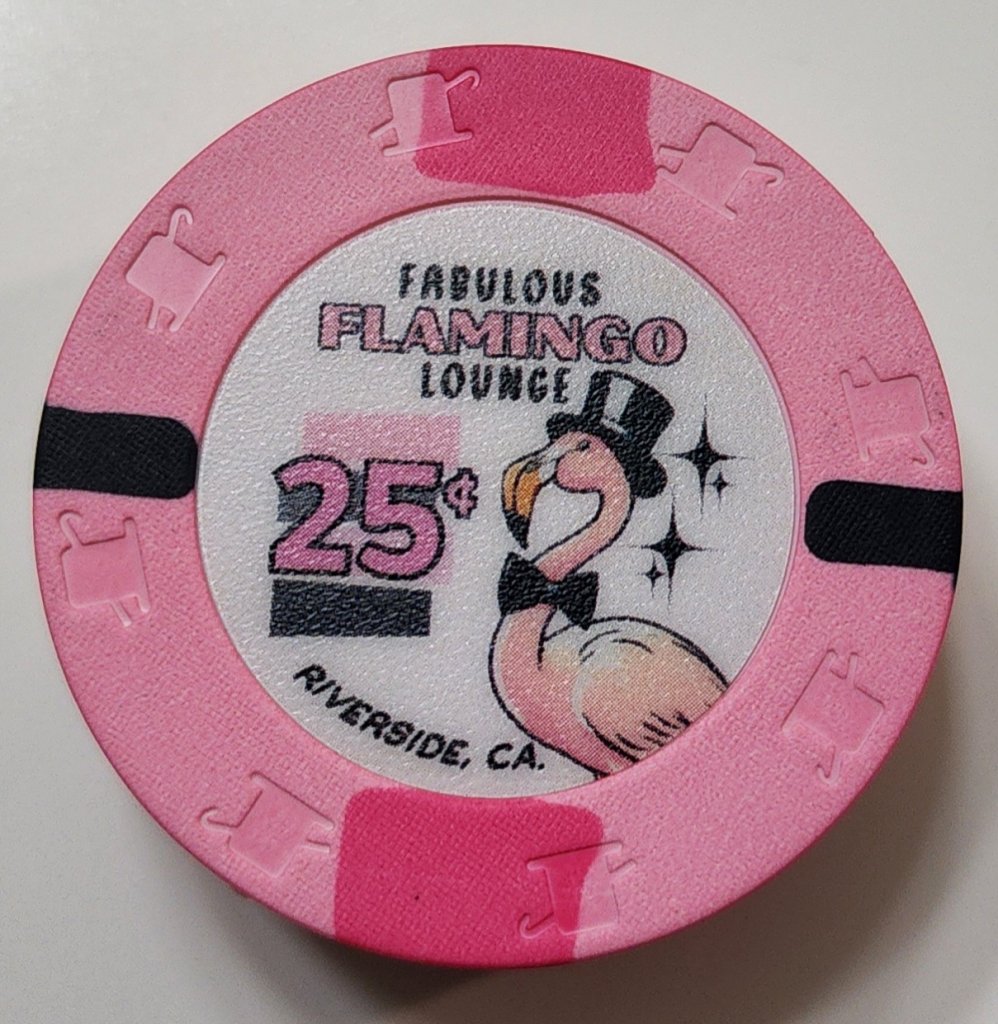 FABULOUS
FLAMINGO
LOUNGE
25¢
RIVERSIDE, CA.